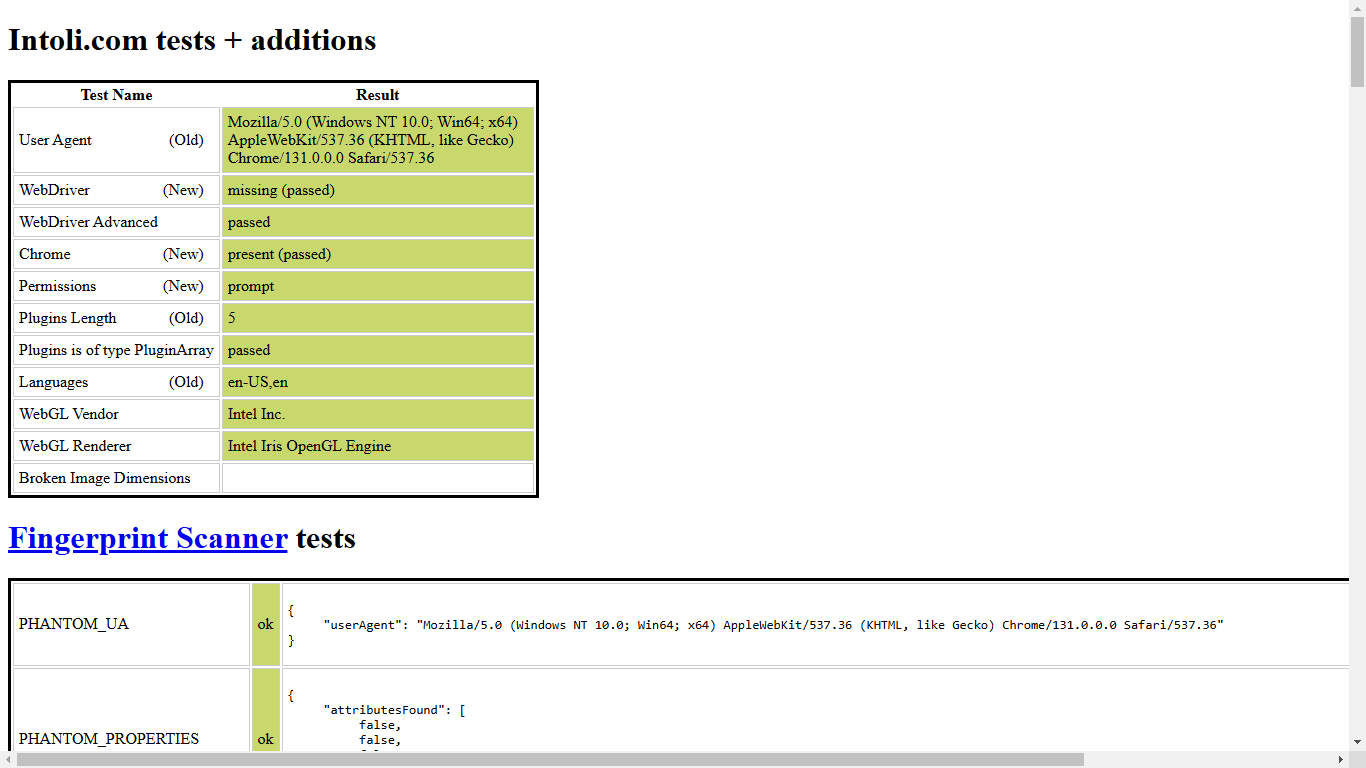 Intoli.com tests + additions
Test Name Result
User Agent (Old) Mozilla/5.0 (Windows NT 10.0; Win64; x64)
AppleWebKit/537.36 (KHTML, like Gecko)
Chrome/131.0.0.0 Safari/537.36
WebDriver (New) missing (passed)
WebDriver Advanced passed
Chrome (New) present (passed)
Permissions (New) prompt
Plugins Length (Old) 5
Plugins is of type PluginArray passed
Languages (Old) en-US,en
WebGL Vendor Intel Inc.
WebGL Renderer Intel Iris OpenGL Engine
Broken Image Dimensions
Fingerprint Scanner tests
PHANTOM_UA ok {
"userAgent": "Mozilla/5.0 (Windows NT 10.0; Win64; x64) AppleWebKit/537.36 (KHTML, like Gecko) Chrome/131.0.0.0 Safari/537.36"
}
PHANTOM_PROPERTIES ok {
"attributesFound": [
false,
false,